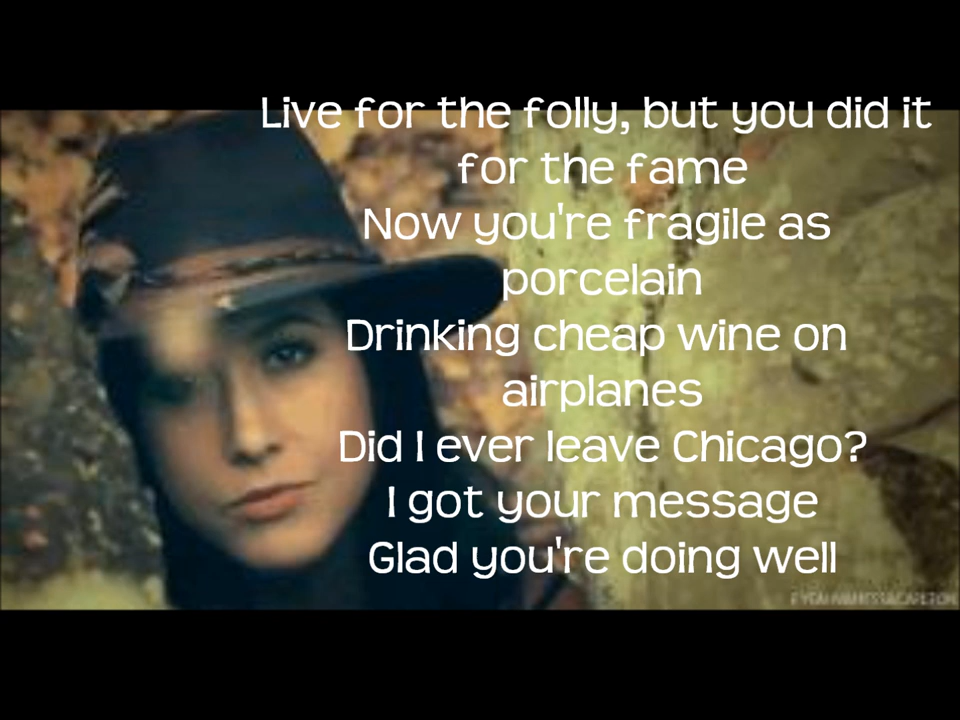 Live for the folly, but you did it
for the fame
Now you're fragile as
porcelain
Drinking cheap wine on
airplanes
Did I ever leave Chicago?
I got your message
Glad you're doing well